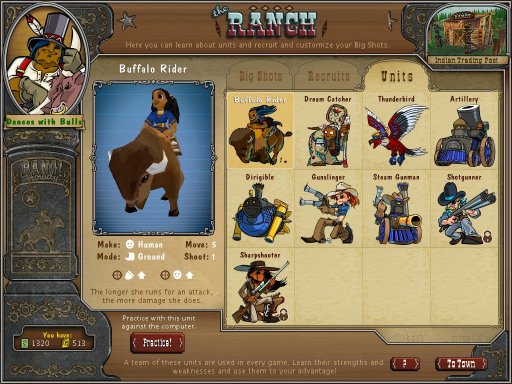 the RANCH
Here you can learn about units and recruit and customize your Big Shots.
Indian Trading Post
Dances with Bulls
Buffalo Rider
Big Shots
Recruits
Units
Buffalo Rider
Dream Catcher
Thunderbird
Artillery
Dirigible
Gunslinger
Steam Gunman
Shotgunner
Sharpshooter
Make: Human Move: 5
Mode: Ground Shoot: 1
The longer she runs for an attack,
the more damage she does.
Practice with this unit
against the computer.
Practice!
You have:
1320 513
A team of these units are used in every game. Learn their strengths and
weaknesses and use them to your advantage!
?
To Town